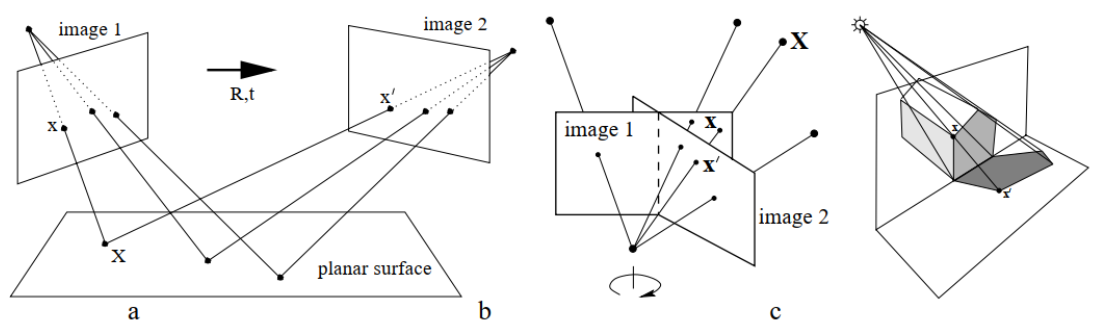 image 1
image 2
R,t
x
x′
X
planar surface
a
b
X
image 1
x
x′
image 2
c
x
x′